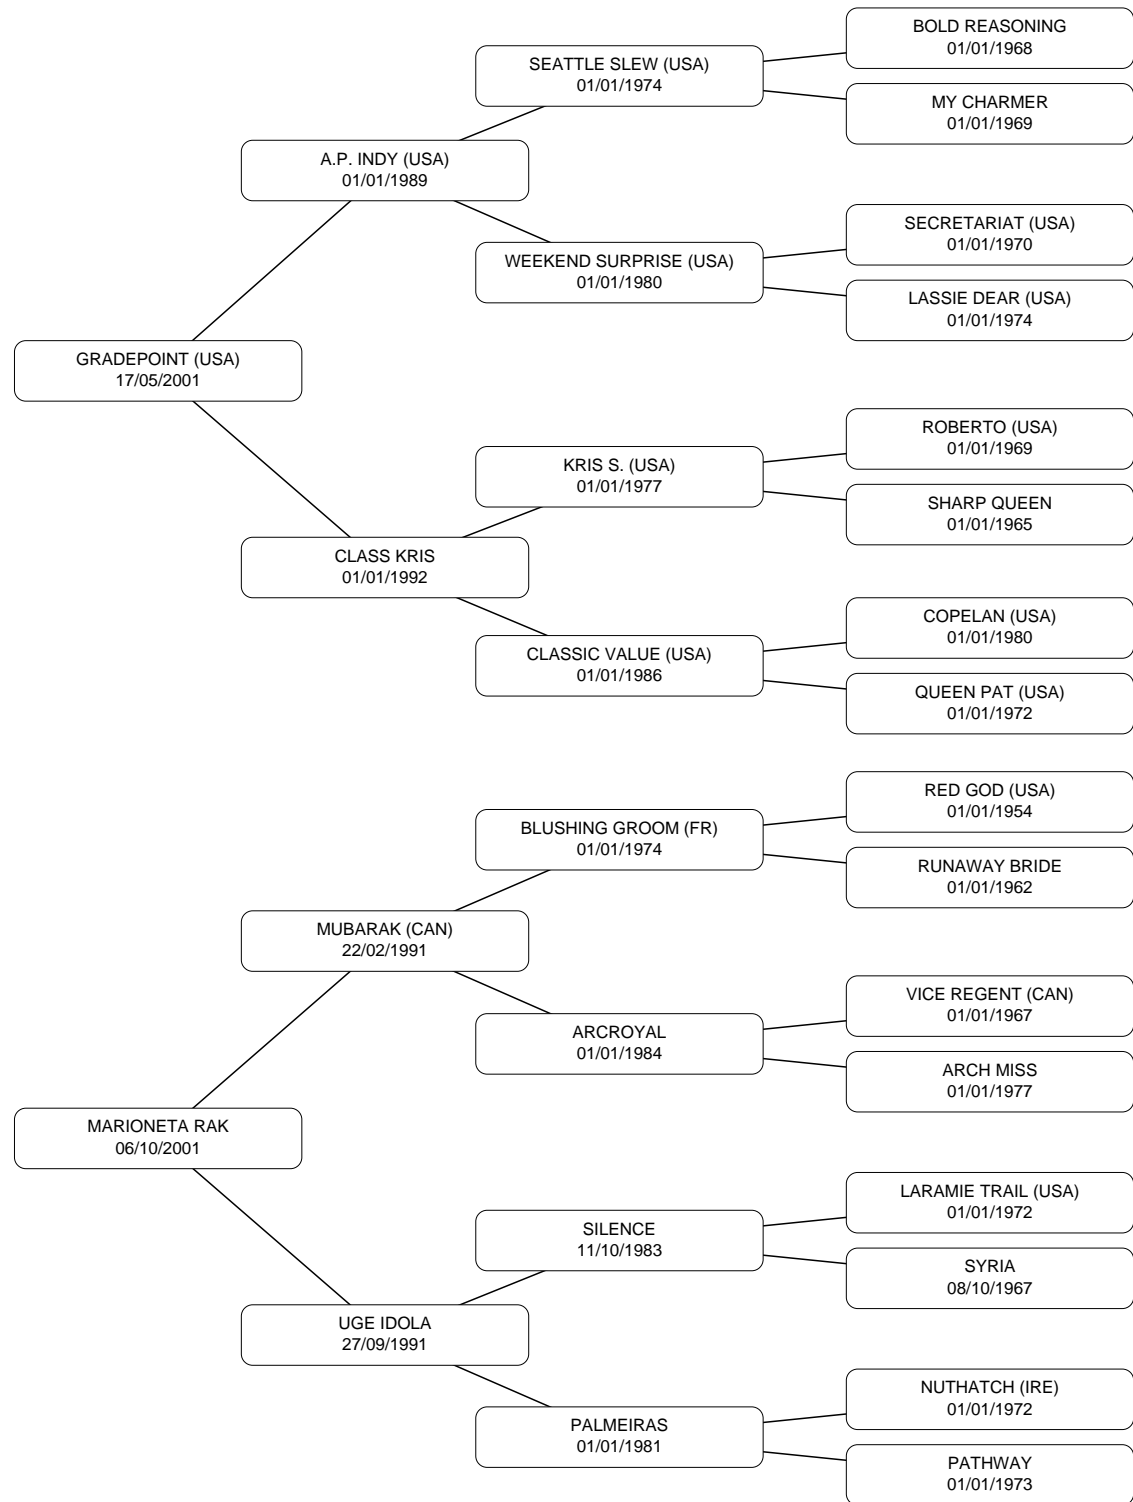 BOLD REASONING
01/01/1968
SEATTLE SLEW (USA)
01/01/1974
MY CHARMER
01/01/1969
A.P. INDY (USA)
01/01/1989
SECRETARIAT (USA)
01/01/1970
WEEKEND SURPRISE (USA)
01/01/1980
LASSIE DEAR (USA)
01/01/1974
GRADEPOINT (USA)
17/05/2001
ROBERTO (USA)
01/01/1969
KRIS S. (USA)
01/01/1977
SHARP QUEEN
01/01/1965
CLASS KRIS
01/01/1992
COPELAN (USA)
01/01/1980
CLASSIC VALUE (USA)
01/01/1986
QUEEN PAT (USA)
01/01/1972
RED GOD (USA)
01/01/1954
BLUSHING GROOM (FR)
01/01/1974
RUNAWAY BRIDE
01/01/1962
MUBARAK (CAN)
22/02/1991
VICE REGENT (CAN)
01/01/1967
ARCROYAL
01/01/1984
ARCH MISS
01/01/1977
MARIONETA RAK
06/10/2001
LARAMIE TRAIL (USA)
01/01/1972
SILENCE
11/10/1983
SYRIA
08/10/1967
UGE IDOLA
27/09/1991
NUTHATCH (IRE)
01/01/1972
PALMEIRAS
01/01/1981
PATHWAY
01/01/1973